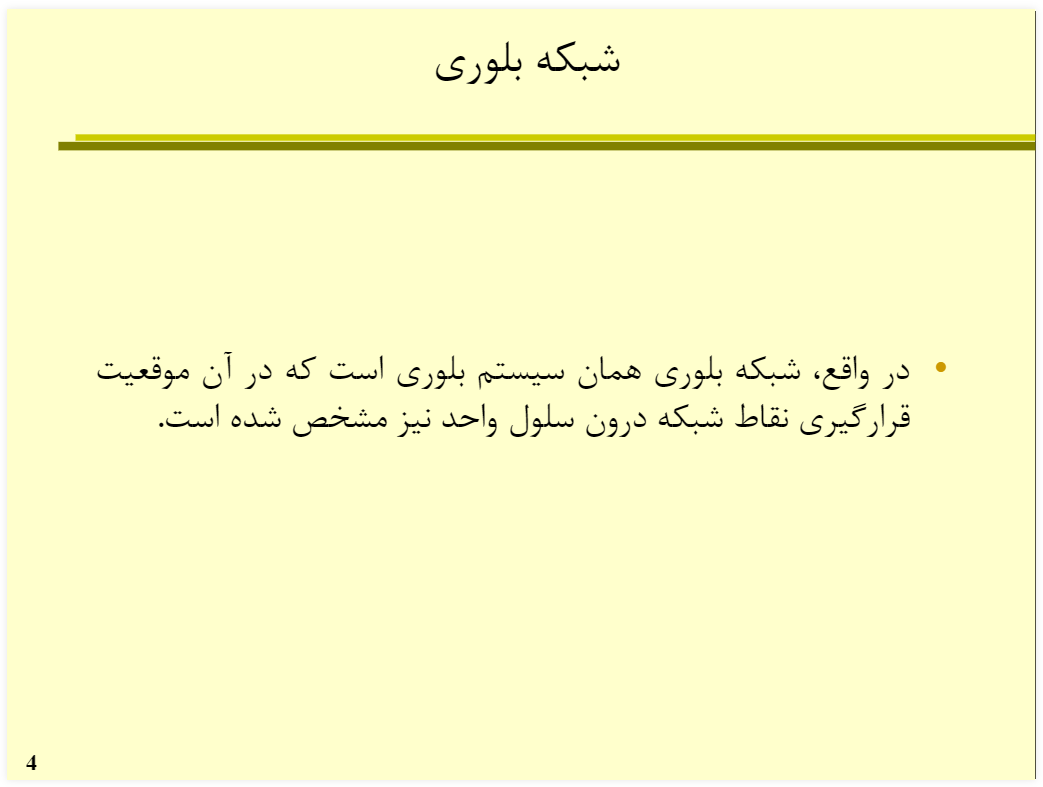 شبکه بلوری
• در واقع، شبکه بلوری همان سیستم بلوری است که در آن موقعیت
قرارگیری نقاط شبکه درون سلول واحد نیز مشخص شده است.
4